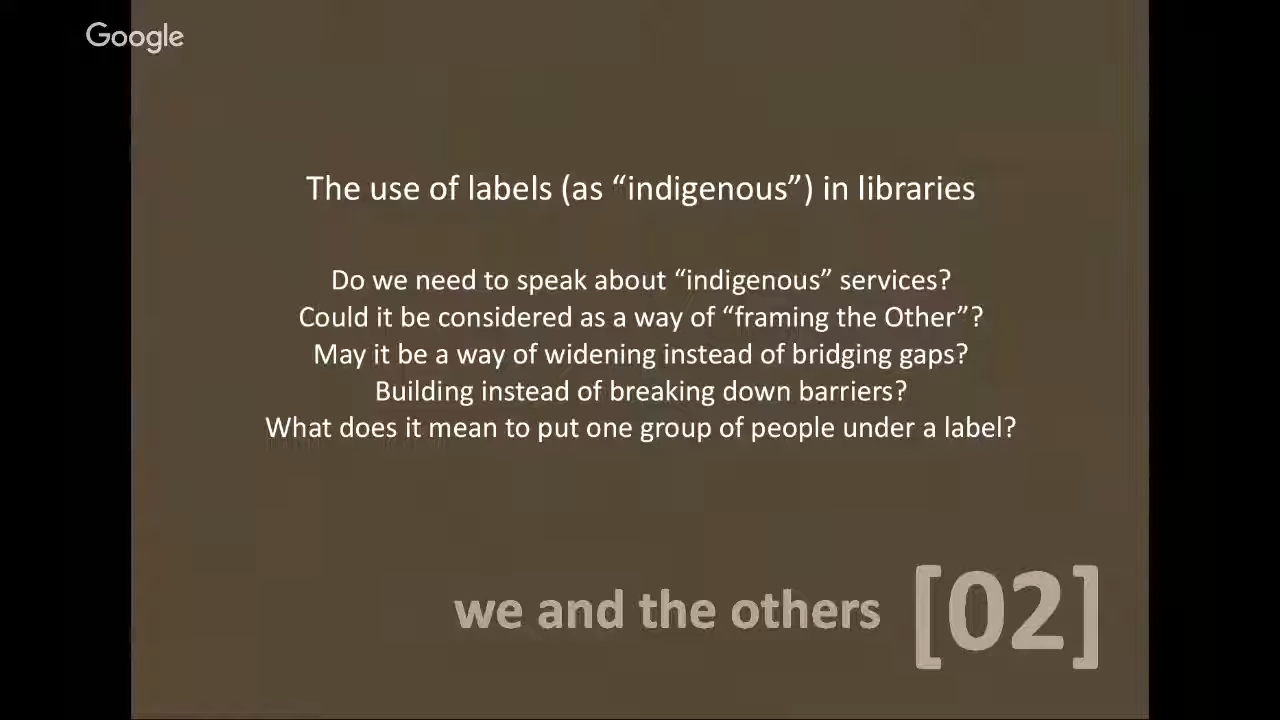 Google
The use of labels (as “indigenous”) in libraries
Do we need to speak about “indigenous” services?
Could it be considered as a way of “framing the Other”?
May it be a way of widening instead of bridging gaps?
Building instead of breaking down barriers?
What does it mean to put one group of people under a label?
we and the others [02]